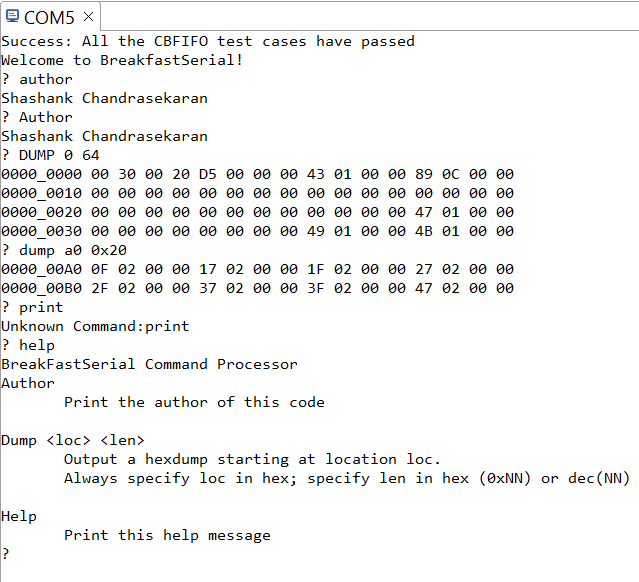 COM5
Success: All the CBFIFO test cases have passed
Welcome to BreakfastSerial!
? author
Shashank Chandrasekaran
? Author
Shashank Chandrasekaran
? DUMP 0 64
0000_0000 00 30 00 20 D5 00 00 00 43 01 00 00 89 0C 00 00
0000_0010 00 00 00 00 00 00 00 00 00 00 00 00 00 00 00 00
0000_0020 00 00 00 00 00 00 00 00 00 00 00 00 47 01 00 00
0000_0030 00 00 00 00 00 00 00 00 49 01 00 00 4B 01 00 00
? dump a0 0x20
0000_00A0 0F 02 00 00 17 02 00 00 1F 02 00 00 27 02 00 00
0000_00B0 2F 02 00 00 37 02 00 00 3F 02 00 00 47 02 00 00
? print
Unknown Command:print
? help
BreakFastSerial Command Processor
Author
Print the author of this code
Dump <loc> <len>
Output a hexdump starting at location loc.
Always specify loc in hex; specify len in hex (0xNN) or dec(NN)
Help
Print this help message
?